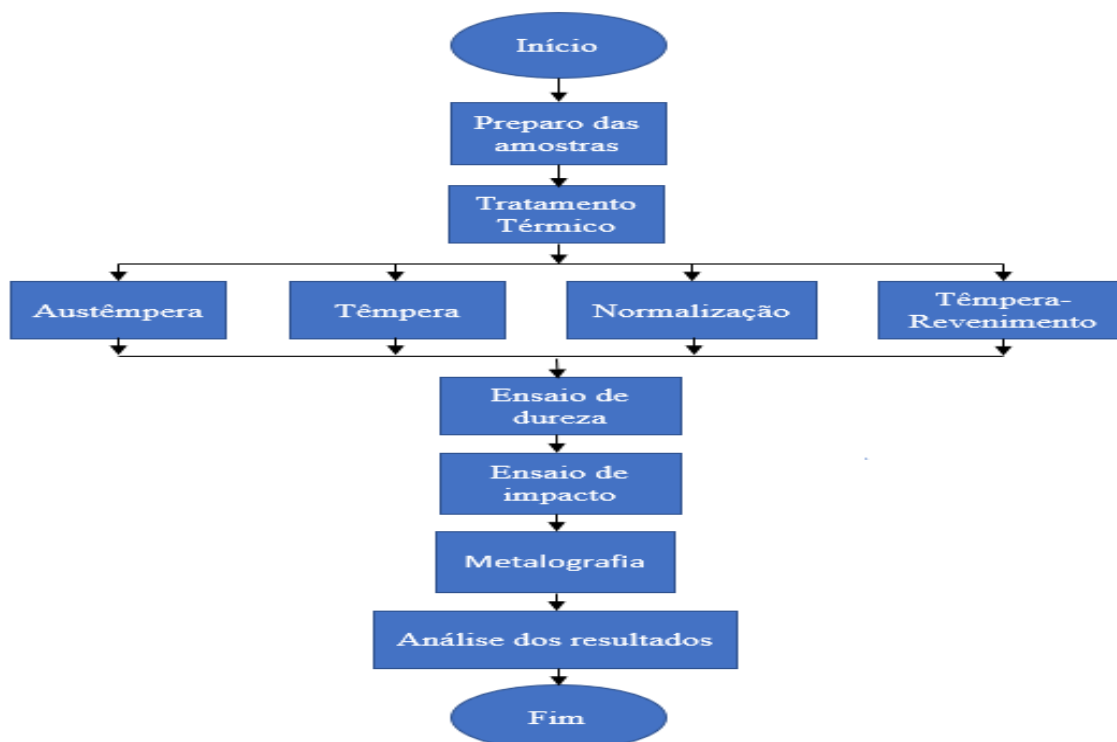 Início
Preparo das
amostras
Tratamento
Térmico
Austêmpera
Têmpera
Normalização
Têmpera-
Revenimento
Ensaio de
dureza
Ensaio de
impacto
Metalografia
Análise dos resultados
Fim